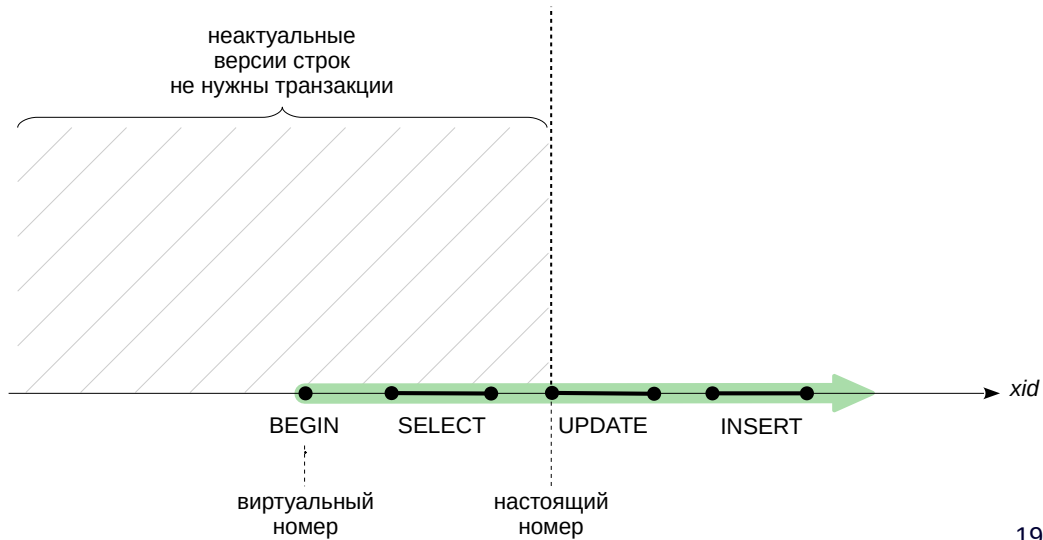 неактуальные
версии строк
не нужны транзакции
xid
BEGIN SELECT UPDATE INSERT
виртуальный
номер
настоящий
номер
19